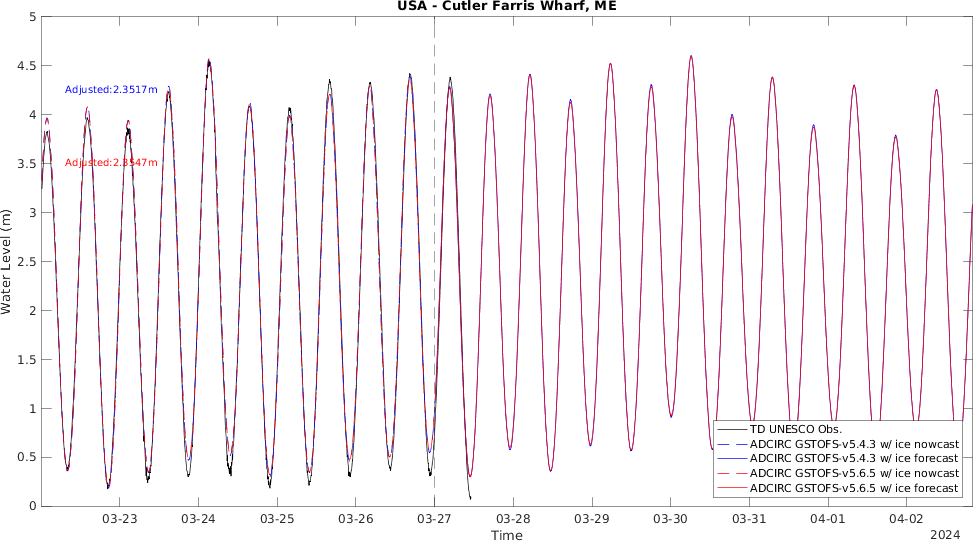 USA - Cutler Farris Wharf, ME
5
4.5
4
3.5
3
2.5
2
1.5
1
0.5
0
Water Level (m)
Adjusted:2.3517m
Adjusted:2.3547m
TD UNESCO Obs.
ADCIRC GSTOFS-v5.4.3 w/ ice nowcast
ADCIRC GSTOFS-v5.4.3 w/ ice forecast
ADCIRC GSTOFS-v5.6.5 w/ ice nowcast
ADCIRC GSTOFS-v5.6.5 w/ ice forecast
03-23 03-24 03-25 03-26 03-27 03-28 03-29 03-30 03-31 04-01 04-02
Time
2024